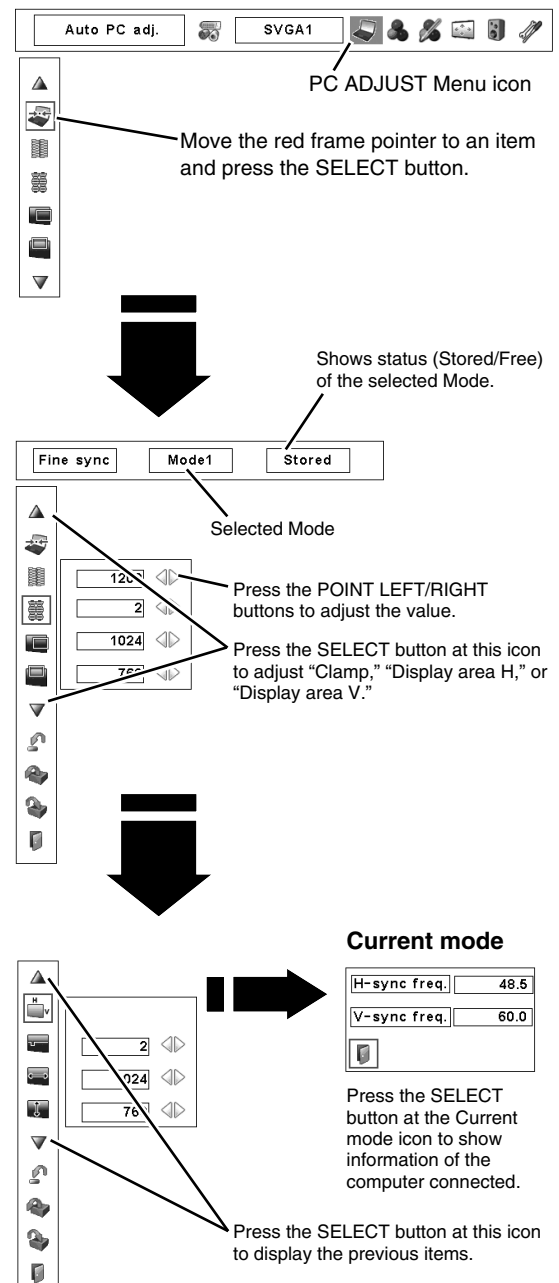 Auto PC adj.
SVGA1
PC ADJUST Menu icon
Move the red frame pointer to an item
and press the SELECT button.
Shows status (Stored/Free)
of the selected Mode.
Fine sync
Mode1
Stored
Selected Mode
2
1024
Press the POINT LEFT/RIGHT
buttons to adjust the value.
Press the SELECT button at this icon
to adjust “Clamp,” “Display area H,” or
“Display area V.”
Current mode
H-sync freq. 48.5
V-sync freq. 60.0
H
V
2
Press the SELECT
button at the Current
mode icon to show
information of the
computer connected.
Press the SELECT button at this icon
to display the previous items.